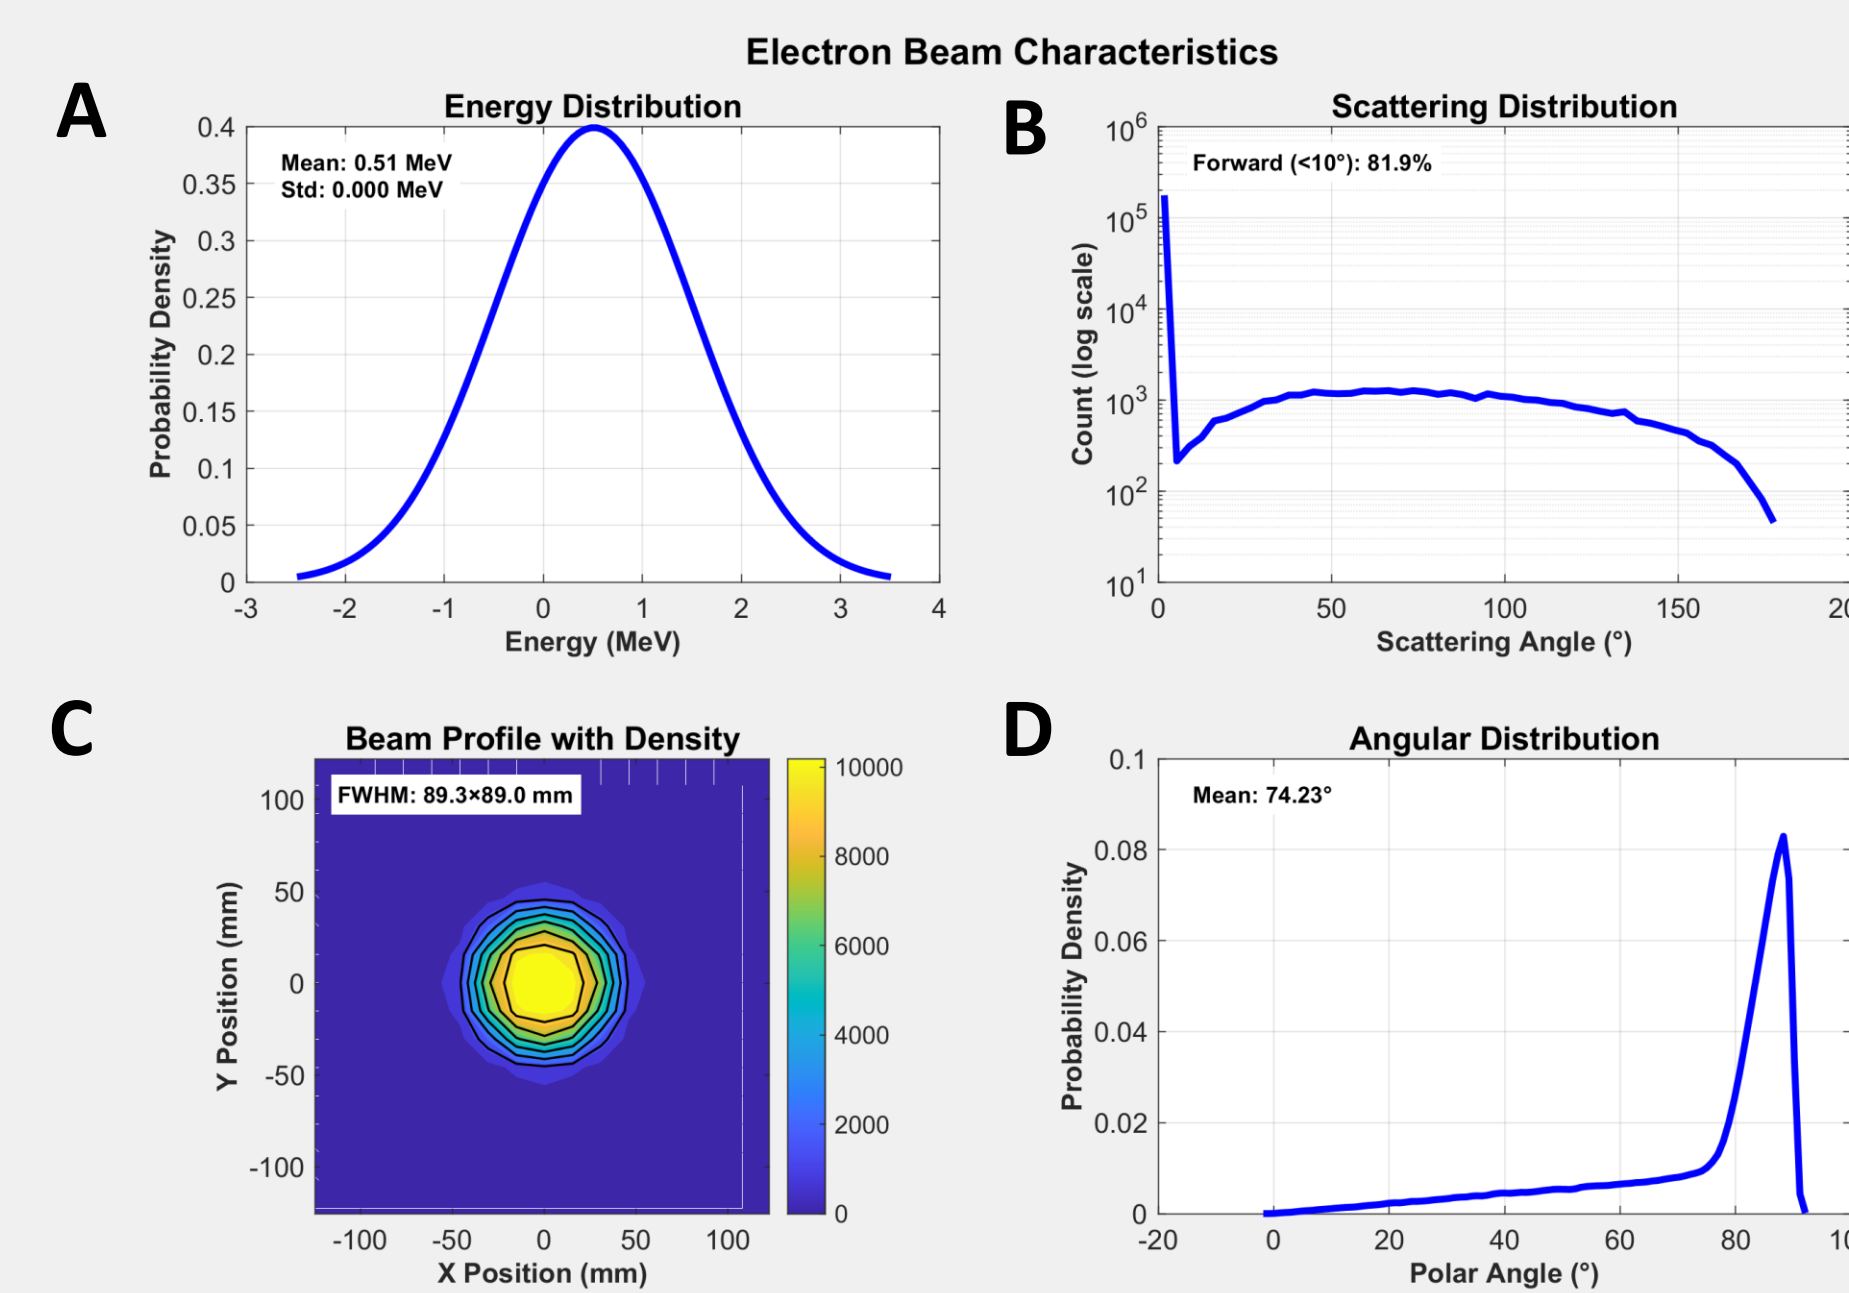 Electron Beam Characteristics
A
Energy Distribution
Mean: 0.51 MeV
Std: 0.000 MeV
Probability Density
0.4
0.35
0.3
0.25
0.2
0.15
0.1
0.05
0
-3 -2 -1 0 1 2 3 4
Energy (MeV)
B
Scattering Distribution
Forward (<10°): 81.9%
Count (log scale)
10^6
10^5
10^4
10^3
10^2
10^1
0 50 100 150
Scattering Angle (°)
C
Beam Profile with Density
FWHM: 89.3×89.0 mm
Y Position (mm)
100
50
0
-50
-100
-100 -50 0 50 100
X Position (mm)
10000
8000
6000
4000
2000
0
D
Angular Distribution
Mean: 74.23°
Probability Density
0.1
0.08
0.06
0.04
0.02
0
-20 0 20 40 60 80
Polar Angle (°)